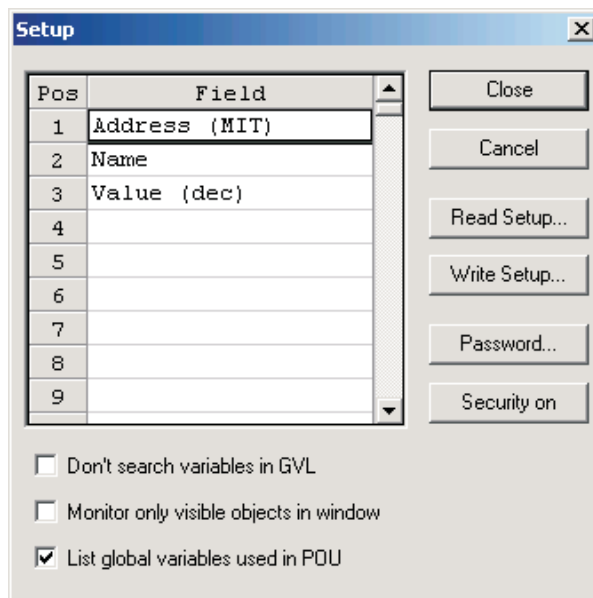 Setup
Pos Field
1 Address (MIT)
2 Name
3 Value (dec)
4
5
6
7
8
9
Close
Cancel
Read Setup...
Write Setup...
Password...
Security on
Don't search variables in GVL
Monitor only visible objects in window
List global variables used in POU